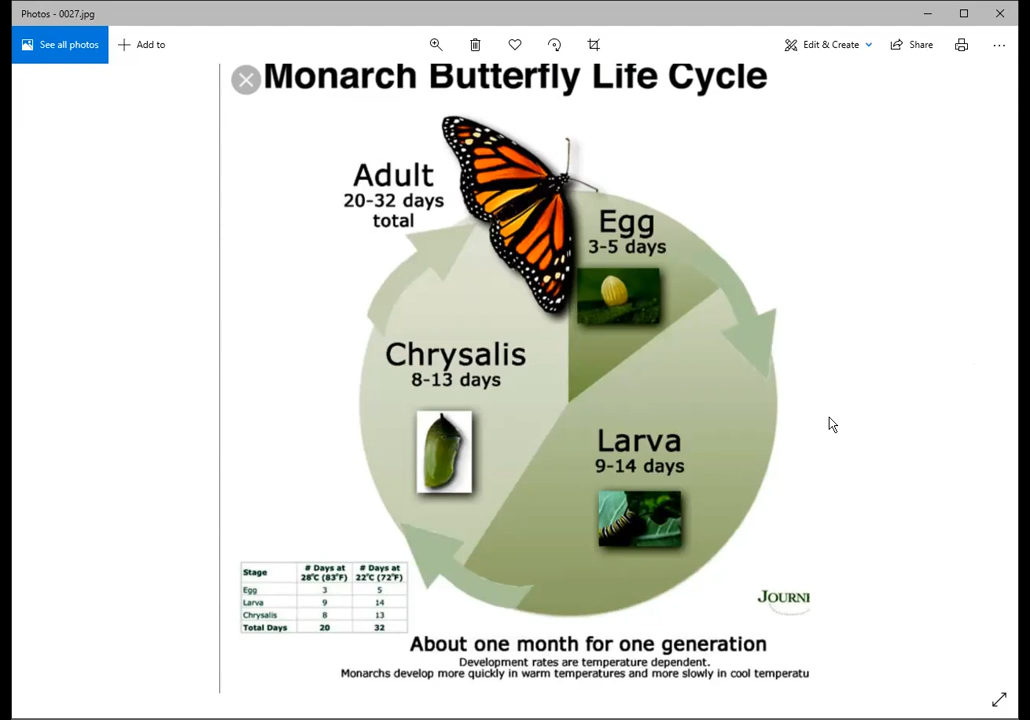 Photos - 0027.jpg
See all photos
Add to
Edit & Create
Share
Monarch Butterfly Life Cycle
Adult
20-32 days
total
Egg
3-5 days
Chrysalis
8-13 days
Larva
9-14 days
Stage # Days at 28°C (83°F) # Days at 22°C (72°F)
Egg 3 5
Larva 9 14
Chrysalis 8 13
Total Days 20 32
JOURN
About one month for one generation
Development rates are temperature dependent.
Monarchs develop more quickly in warm temperatures and more slowly in cool temperatu